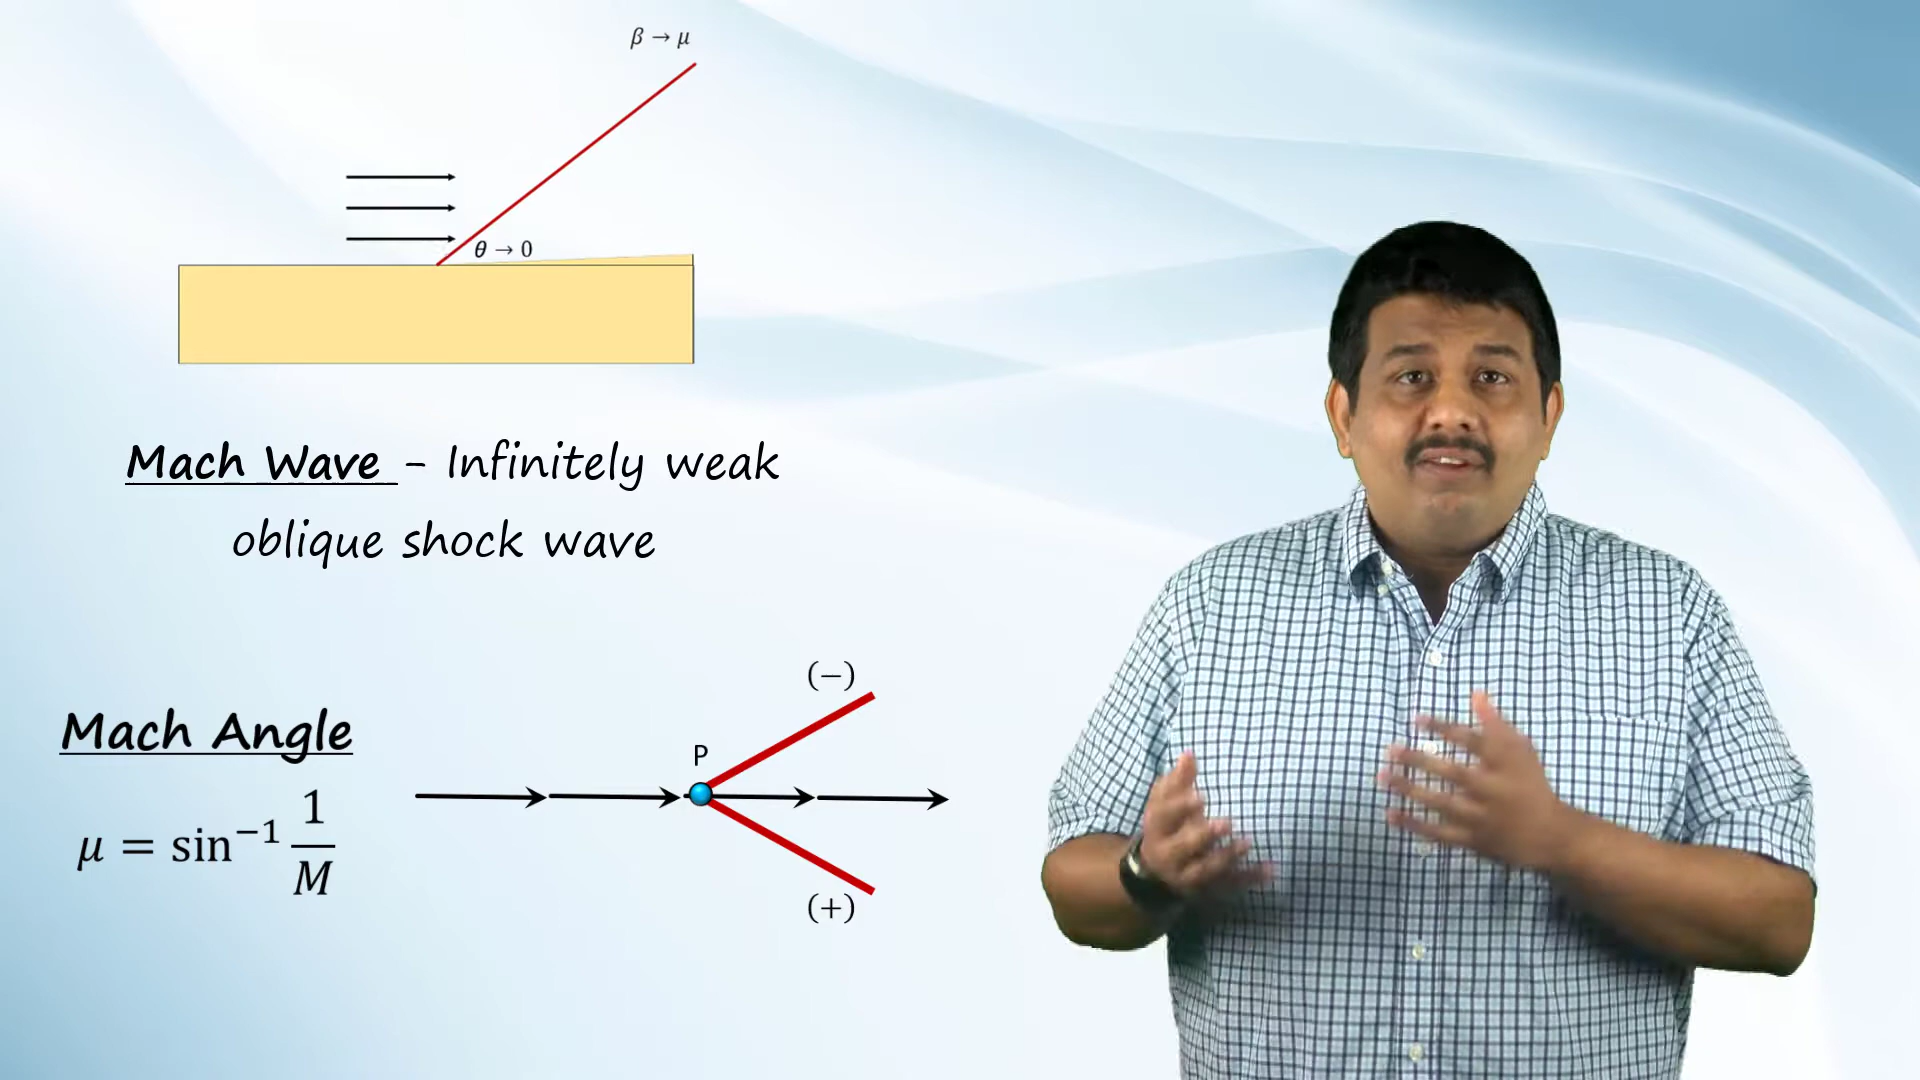 β → μ
θ → 0
Mach Wave - Infinitely weak
oblique shock wave
Mach Angle
μ = sin⁻¹ 1/M
(−)
P
(+)